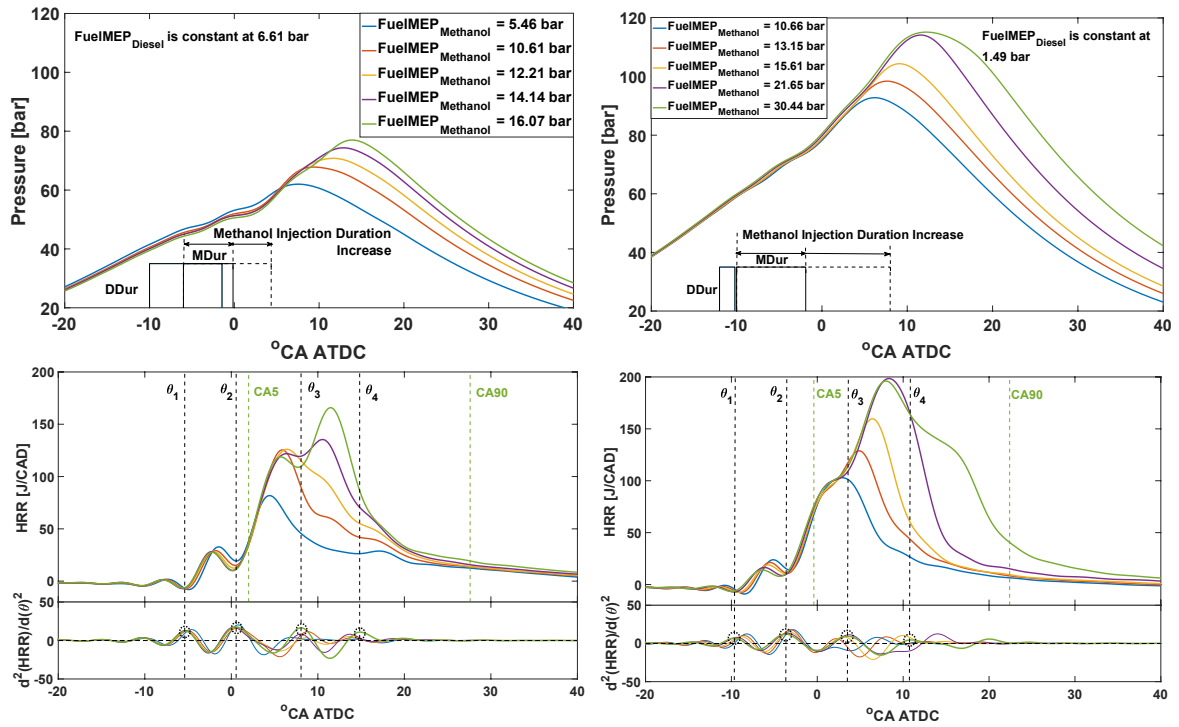 FuelMEP_Diesel is constant at 6.61 bar
FuelMEP_Methanol = 5.46 bar
FuelMEP_Methanol = 10.61 bar
FuelMEP_Methanol = 12.21 bar
FuelMEP_Methanol = 14.14 bar
FuelMEP_Methanol = 16.07 bar
Pressure [bar]
120
100
80
60
40
20
Methanol Injection Duration
Increase
MDur
DDur
-20 -10 0 10 20 30 40
°CA ATDC
FuelMEP_Methanol = 10.66 bar
FuelMEP_Methanol = 13.15 bar
FuelMEP_Methanol = 15.61 bar
FuelMEP_Methanol = 21.65 bar
FuelMEP_Methanol = 30.44 bar
FuelMEP_Diesel is constant at
1.49 bar
Pressure [bar]
120
100
80
60
40
20
Methanol Injection Duration Increase
MDur
DDur
-20 -10 0 10 20 30 40
°CA ATDC
θ1 θ2 CA5 θ3 θ4 CA90
HRR [J/CAD]
200
150
100
50
0
d²(HRR)/d(θ)²
50
0
-50
-20 -10 0 10 20 30 40
°CA ATDC
θ1 θ2 CA5 θ3 θ4 CA90
HRR [J/CAD]
200
150
100
50
0
d²(HRR)/d(θ)²
50
0
-50
-20 -10 0 10 20 30 40
°CA ATDC